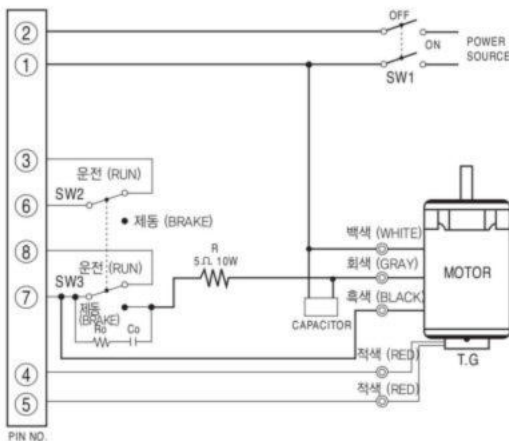 ②
①
③
⑥
⑧
⑦
④
⑤
PIN NO.
OFF
ON
POWER
SOURCE
SW1
운전 (RUN)
SW2
제동 (BRAKE)
운전 (RUN)
SW3
제동
(BRAKE)
Ro
Co
R
5Ω 10W
CAPACITOR
백색 (WHITE)
회색 (GRAY)
흑색 (BLACK)
적색 (RED)
적색 (RED)
MOTOR
T.G